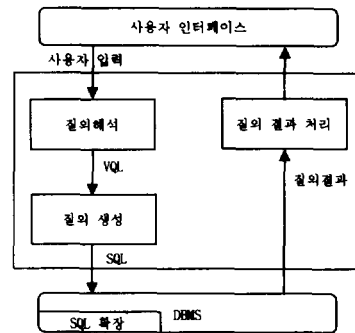 사용자 인터페이스
사용자 입력
질의해석
질의 결과 처리
VQL
질의결과
질의 생성
SQL
DBMS
SQL 확장